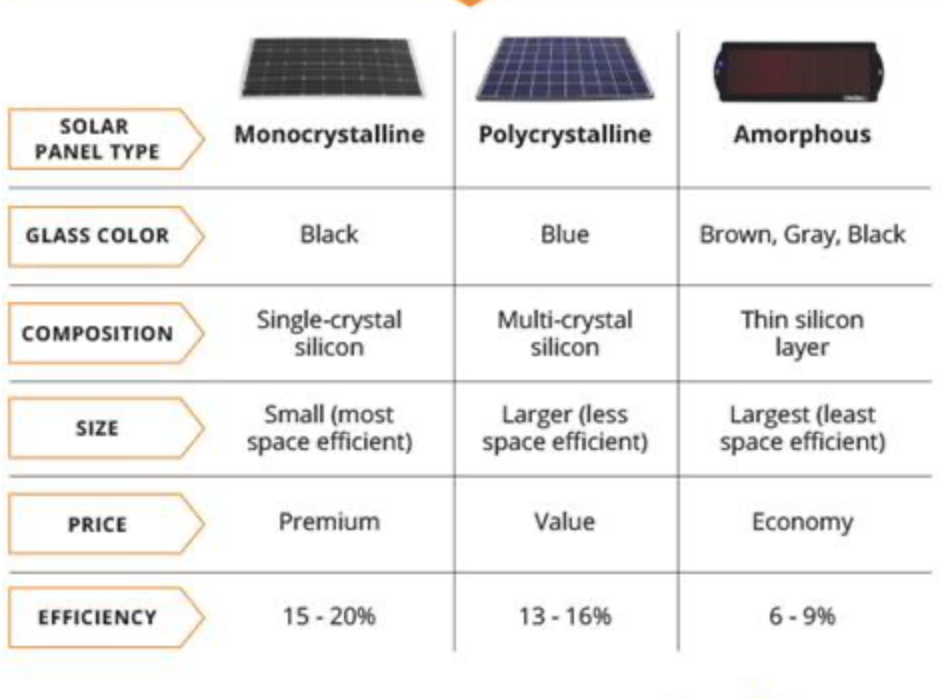 SOLAR
PANEL TYPE
Monocrystalline
Polycrystalline
Amorphous
GLASS COLOR
Black
Blue
Brown, Gray, Black
COMPOSITION
Single-crystal
silicon
Multi-crystal
silicon
Thin silicon
layer
SIZE
Small (most
space efficient)
Larger (less
space efficient)
Largest (least
space efficient)
PRICE
Premium
Value
Economy
EFFICIENCY
15 - 20%
13 - 16%
6 - 9%